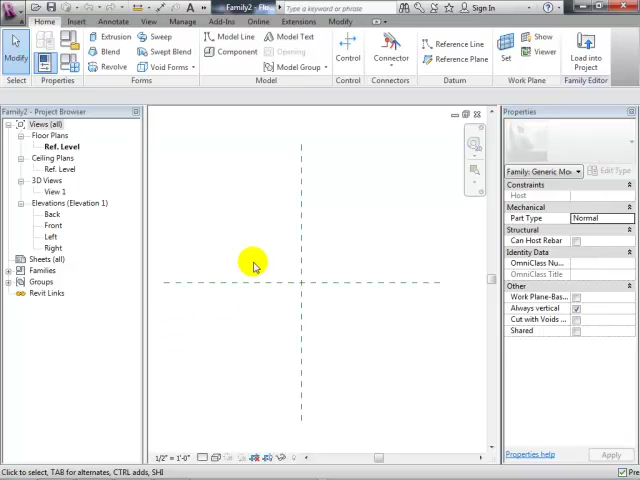 Family2 - Flo...
Type a keyword or phrase
Sign In
Home Insert Annotate View Manage Add-Ins Online Extensions Modify
Modify
Extrusion Sweep
Blend Swept Blend
Revolve Void Forms
Model Line Model Text
Component
Model Group
Control
Connector
Reference Line
Reference Plane
Set
Show
Viewer
Load into
Project
Select Properties Forms Model Control Connectors Datum Work Plane Family Editor
Family2 - Project Browser
Views (all)
Floor Plans
Ref. Level
Ceiling Plans
Ref. Level
3D Views
View 1
Elevations (Elevation 1)
Back
Front
Left
Right
Sheets (all)
Families
Groups
Revit Links
Properties
Family: Generic Mo Edit Type
Constraints
Host
Mechanical
Part Type Normal
Structural
Can Host Rebar
Identity Data
OmniClass Nu...
OmniClass Title
Other
Work Plane-Bas...
Always vertical
Cut with Voids
Shared
Properties help Apply
1/2" = 1'-0"
Click to select, TAB for alternates, CTRL adds, SHI
Pre